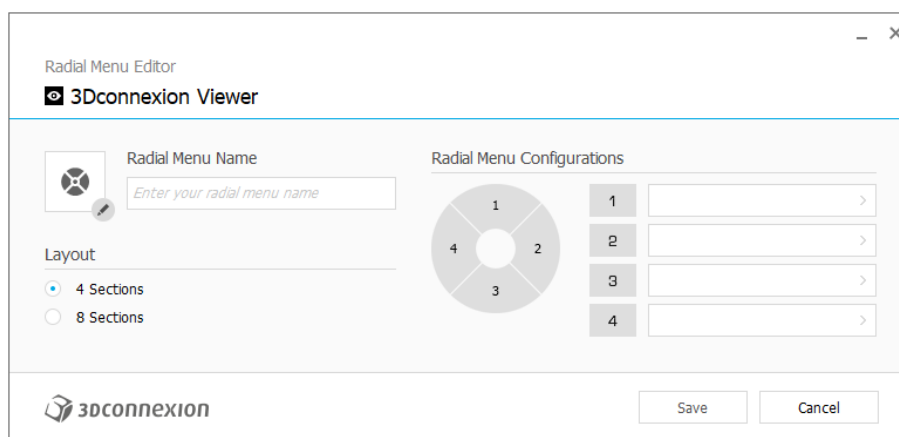 Radial Menu Editor
3Dconnexion Viewer
Radial Menu Name
Enter your radial menu name
Layout
4 Sections
8 Sections
Radial Menu Configurations
1
4 2
3
1
2
3
4
3DCONNEXION
Save Cancel